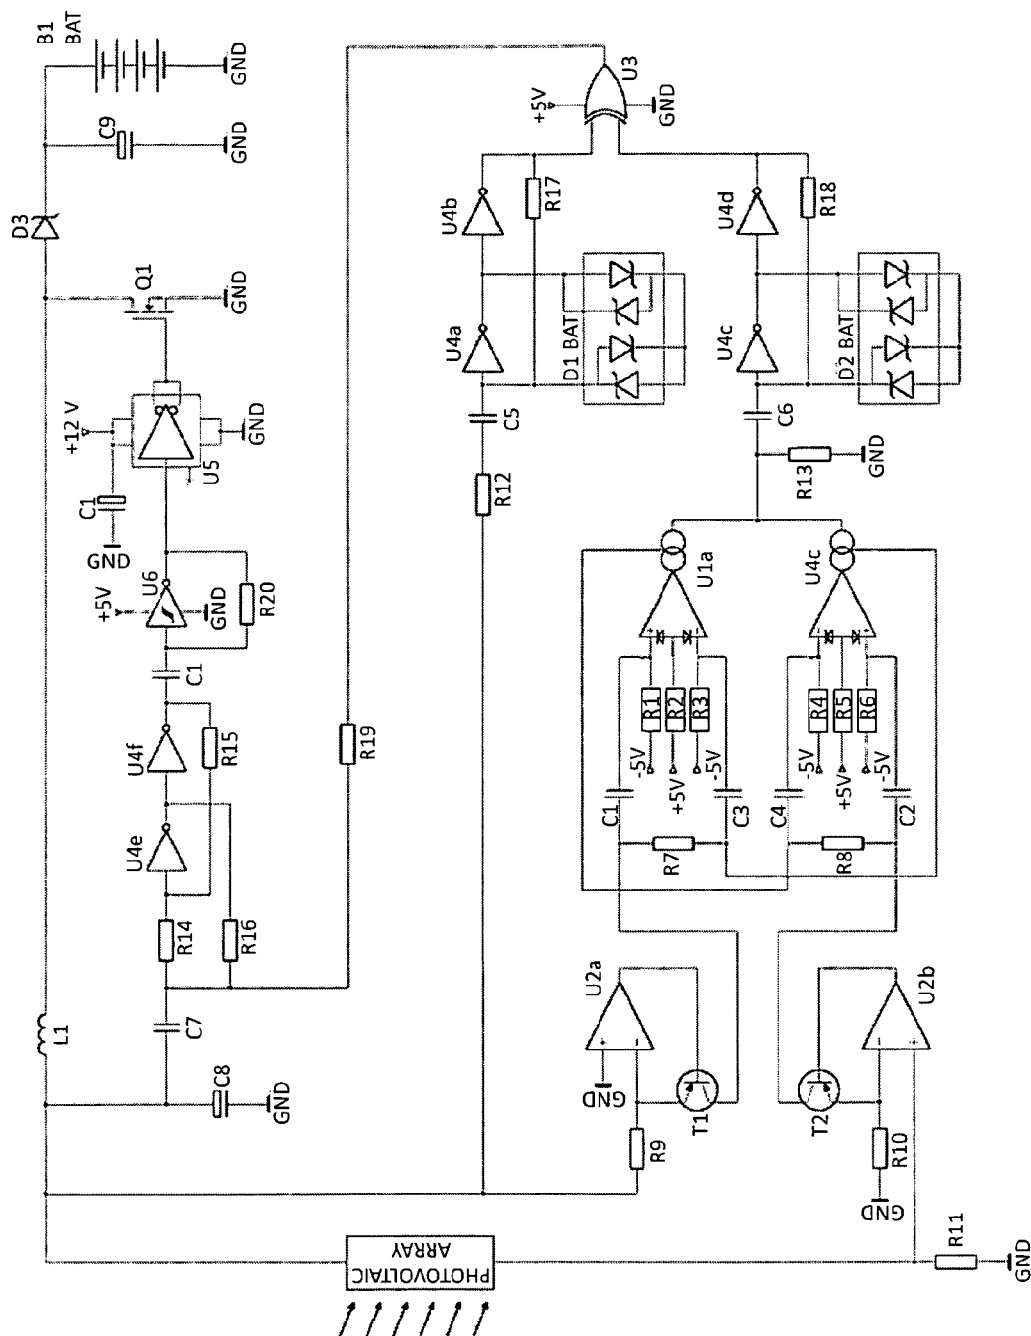 B1
BAT
GND
C9
GND
D3
Q1
GND
+12 V
U5
GND
C1
GND
U6
+5V
GND
R20
C1
U4f
R15
U4e
R14
R16
L1
C7
C8
GND
R19
U3
+5V
GND
U4b
R17
U4a
D1 BAT
C5
R12
U4d
R18
U4c
D2 BAT
C6
R13
GND
U1a
R1
R2
R3
-5V
+5V
-5V
C1
C3
R7
U4c
R4
R5
R6
-5V
+5V
-5V
C4
C2
R8
U2a
GND
T1
R9
U2b
T2
R10
GND
PHOTOVOLTAIC
ARRAY
R11
GND